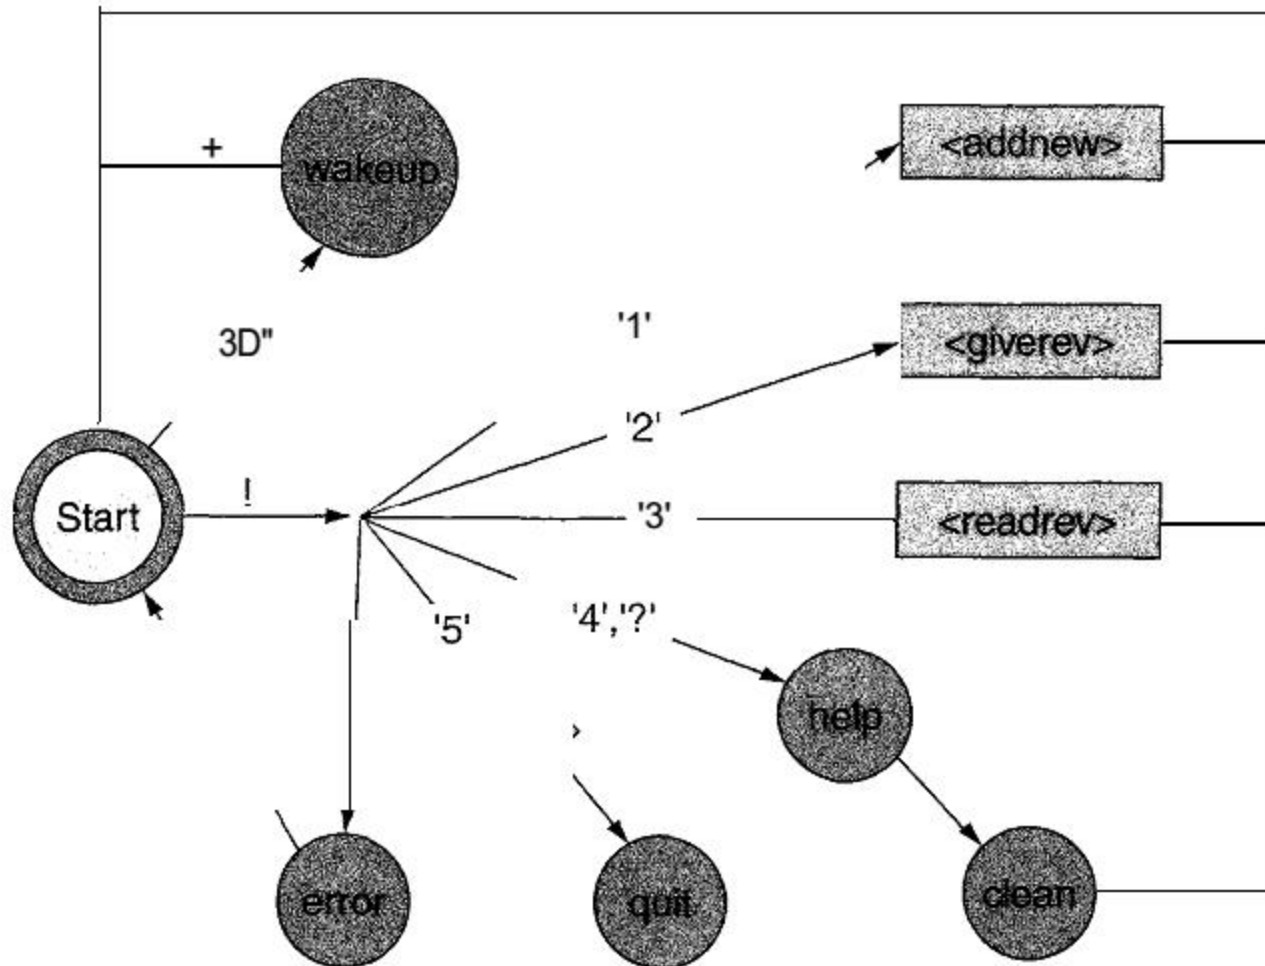 +
wakeup
<addnew>
3D"
'1'
<giverev>
'2'
Start
!
'3'
<readrev>
'5'
'4','?'
help
error
quit
clean